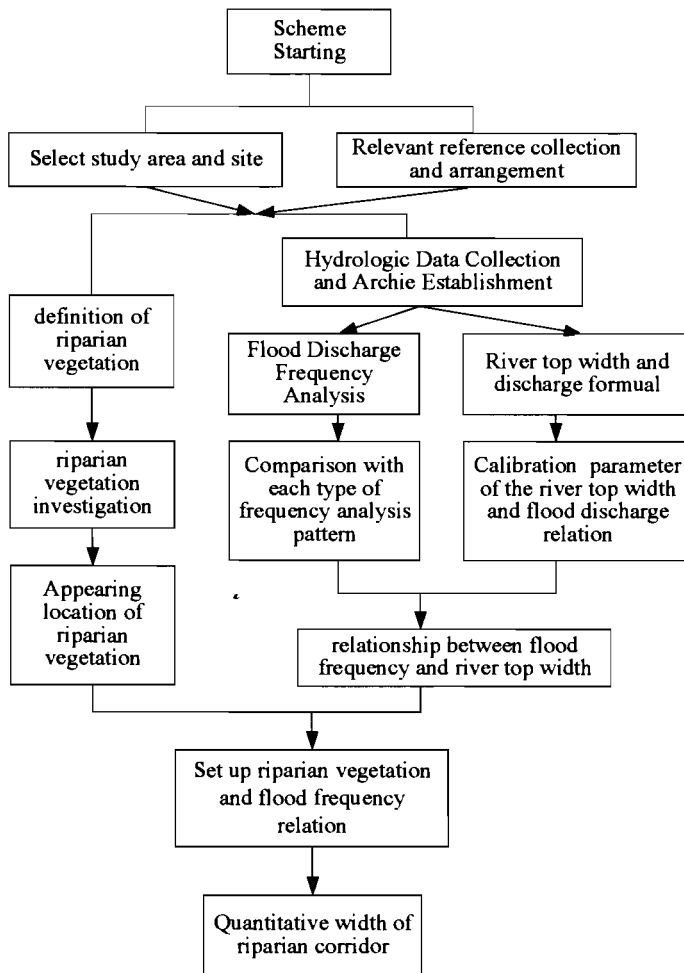 Scheme
Starting
Select study area and site
Relevant reference collection
and arrangement
Hydrologic Data Collection
and Archie Establishment
definition of
riparian
vegetation
Flood Discharge
Frequency
Analysis
River top width and
discharge formual
riparian
vegetation
investigation
Comparison with
each type of
frequency analysis
pattern
Calibration parameter
of the river top width
and flood discharge
relation
Appearing
location of
riparian
vegetation
relationship between flood
frequency and river top width
Set up riparian vegetation
and flood frequency
relation
Quantitative width of
riparian corridor